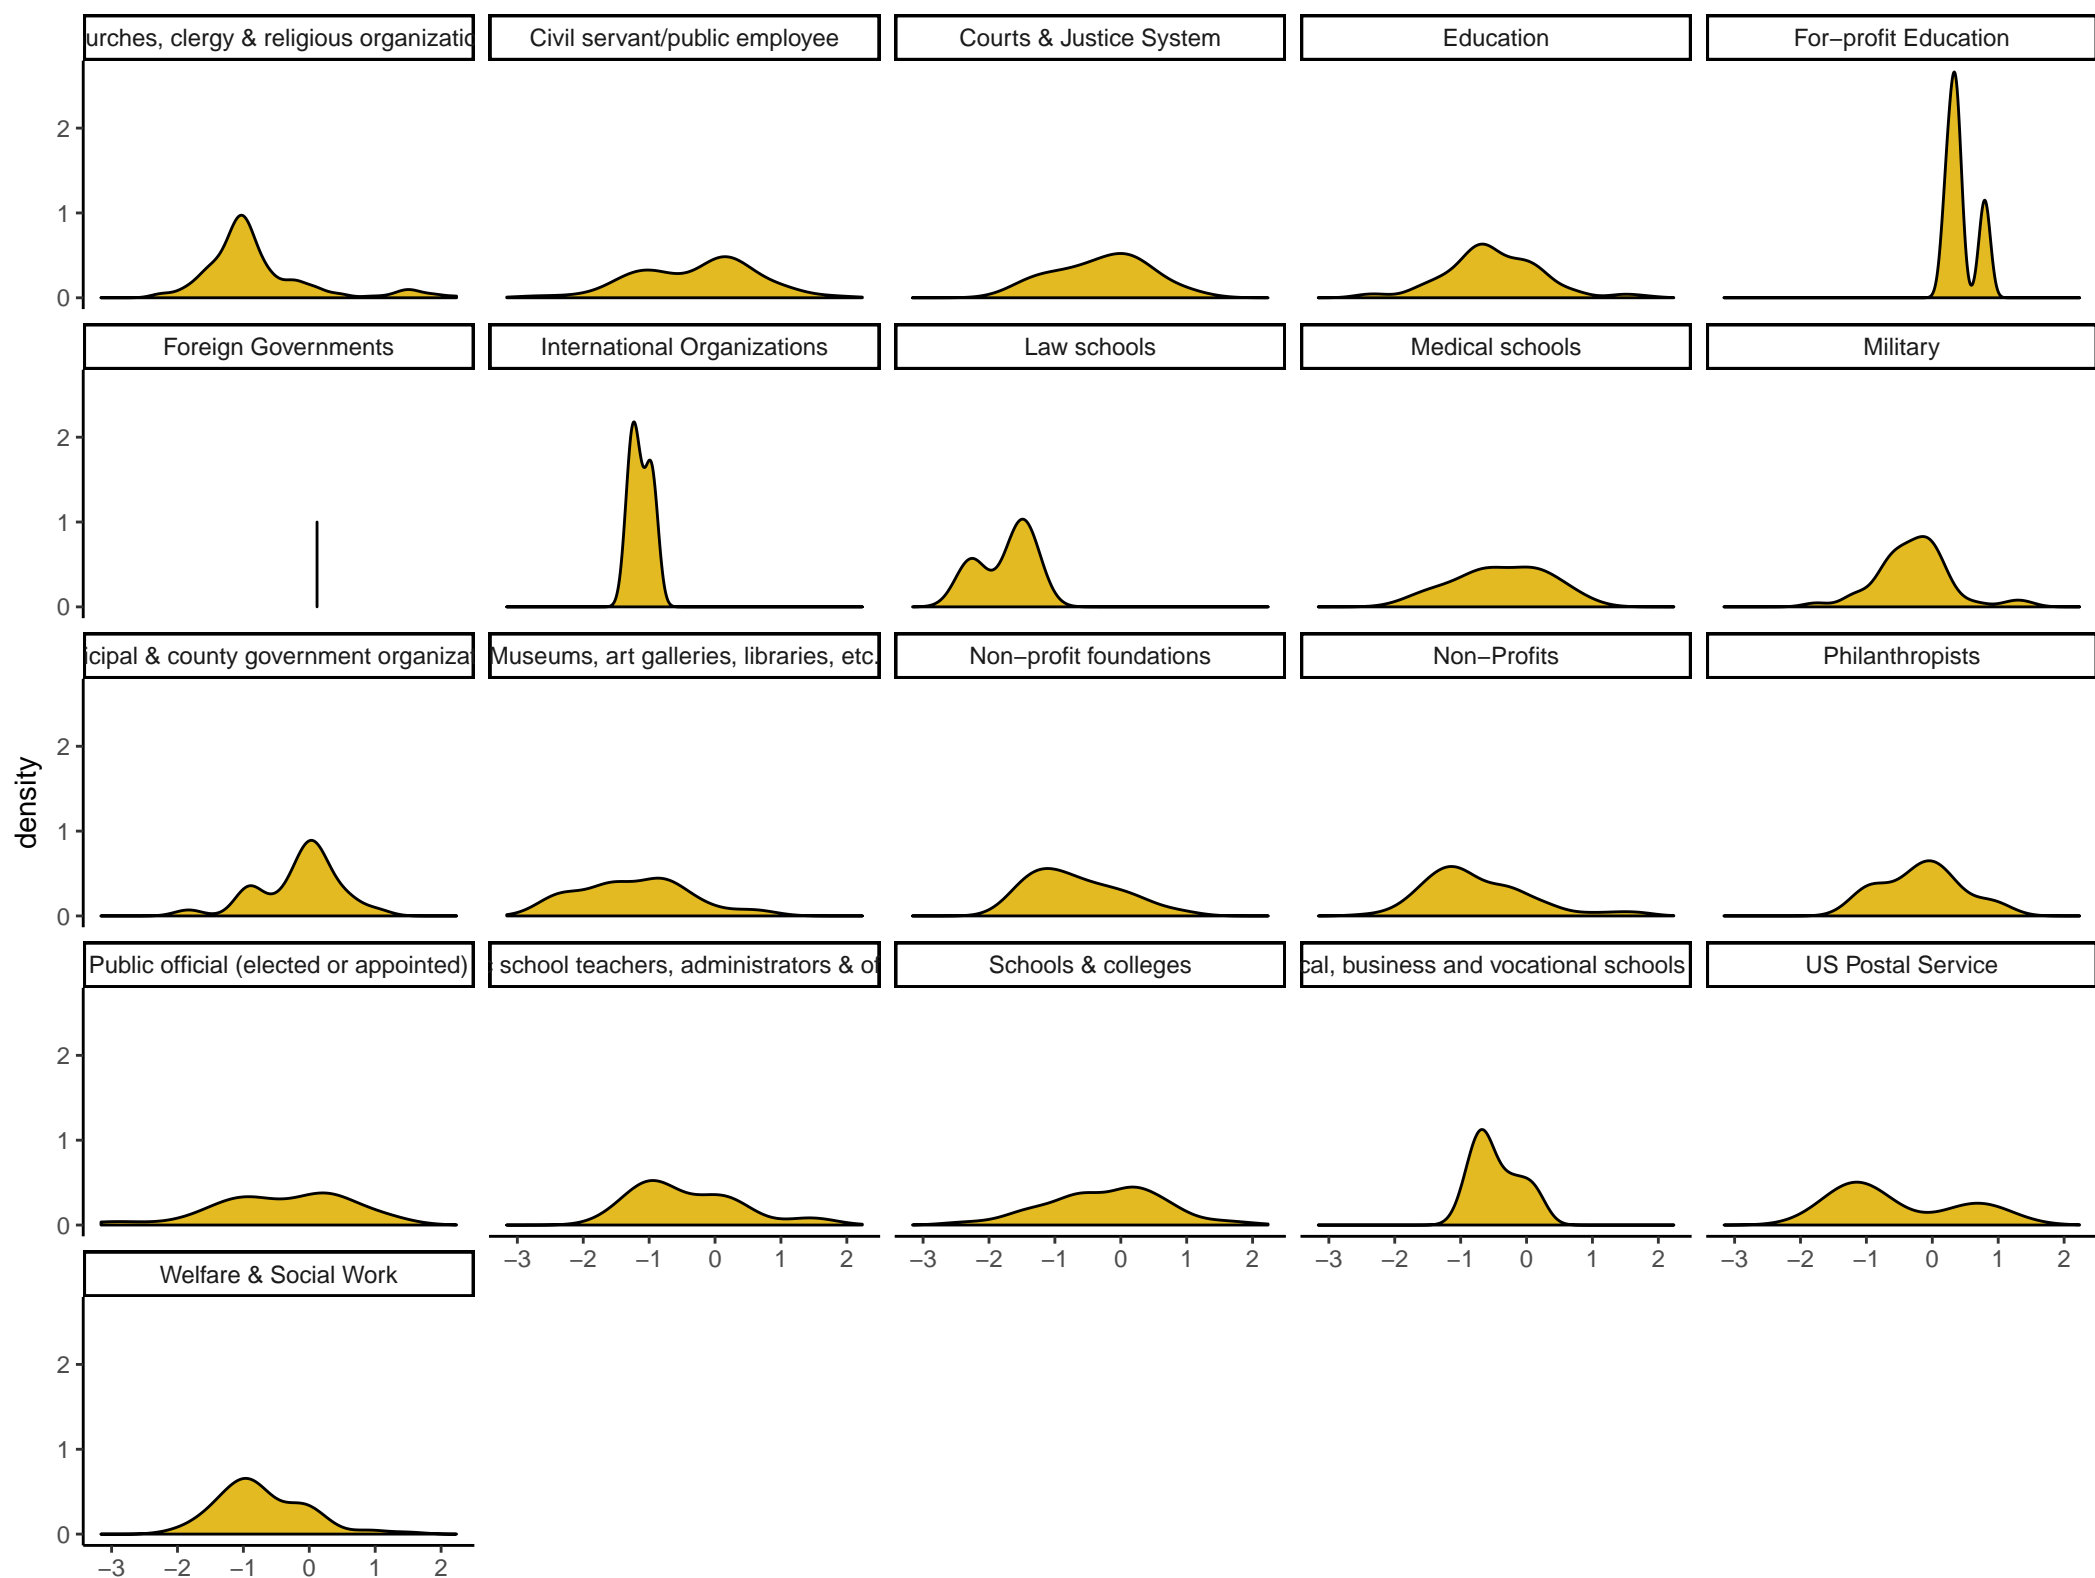 urches, clergy & religious organizatio
Civil servant/public employee
Courts & Justice System
Education
For−profit Education
2
1
0
Foreign Governments
International Organizations
Law schools
Medical schools
Military
2
1
0
icipal & county government organizat
Museums, art galleries, libraries, etc.
Non−profit foundations
Non−Profits
Philanthropists
2
1
0
density
Public official (elected or appointed)
school teachers, administrators & of
Schools & colleges
cal, business and vocational schools
US Postal Service
2
1
0
−3 −2 −1 0 1 2
−3 −2 −1 0 1 2
−3 −2 −1 0 1 2
−3 −2 −1 0 1 2
Welfare & Social Work
2
1
0
−3 −2 −1 0 1 2